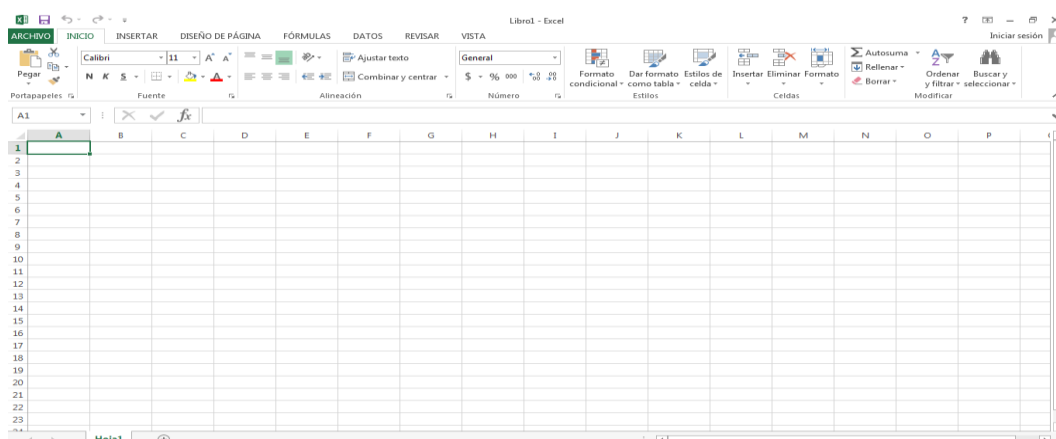 Libro1 - Excel
ARCHIVO INICIO INSERTAR DISEÑO DE PÁGINA FÓRMULAS DATOS REVISAR VISTA Iniciar sesión
Pegar
Portapapeles
Calibri 11
N K S A
Fuente
Ajustar texto
Combinar y centrar
Alineación
General
$ % 000
Número
Formato condicional
Dar formato como tabla
Estilos de celda
Estilos
Insertar Eliminar Formato
Celdas
Autosuma
Rellenar
Borrar
Ordenar y filtrar
Buscar y seleccionar
Modificar
A1 fx
A B C D E F G H I J K L M N O P
1
2
3
4
5
6
7
8
9
10
11
12
13
14
15
16
17
18
19
20
21
22
23
Hoja1